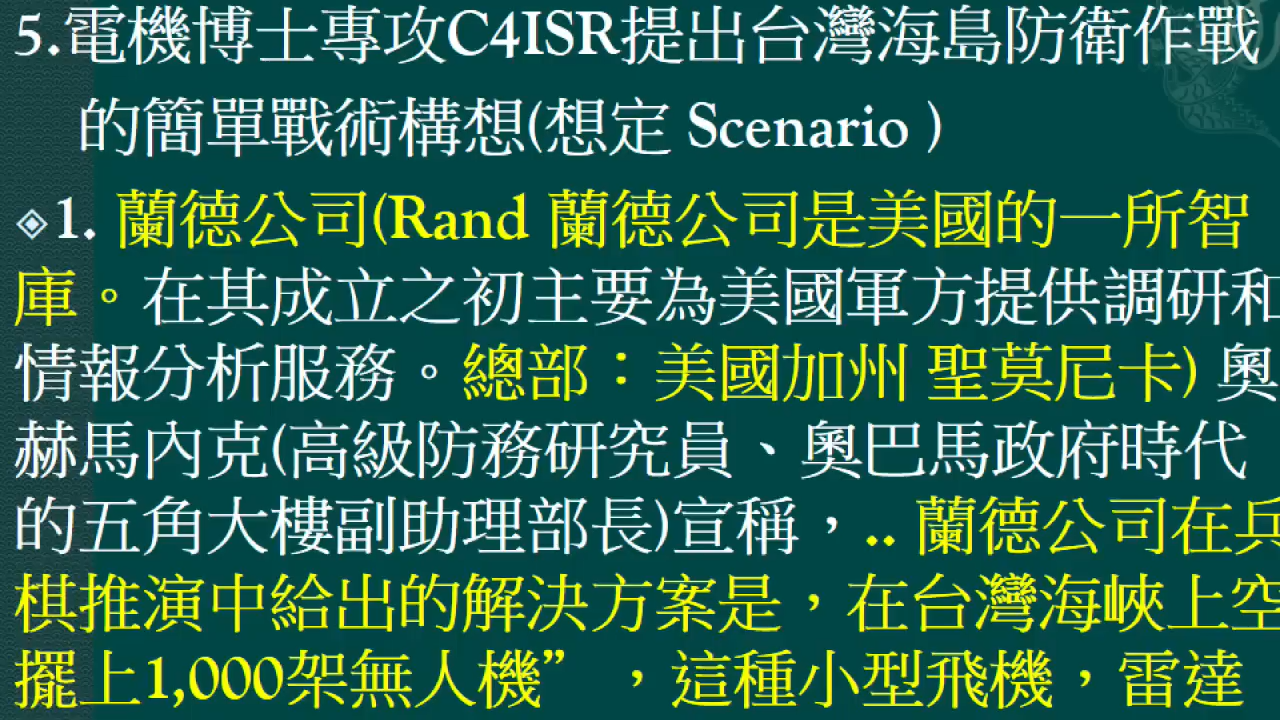 5.電機博士專攻C4ISR提出台灣海島防衛作戰
的簡單戰術構想(想定 Scenario )
1. 蘭德公司(Rand 蘭德公司是美國的一所智
庫。在其成立之初主要為美國軍方提供調研和
情報分析服務。總部：美國加州 聖莫尼卡) 奧
赫馬內克(高級防務研究員、奧巴馬政府時代
的五角大樓副助理部長)宣稱，.. 蘭德公司在兵
棋推演中給出的解決方案是，在台灣海峽上空
擺上1,000架無人機”，這種小型飛機，雷達